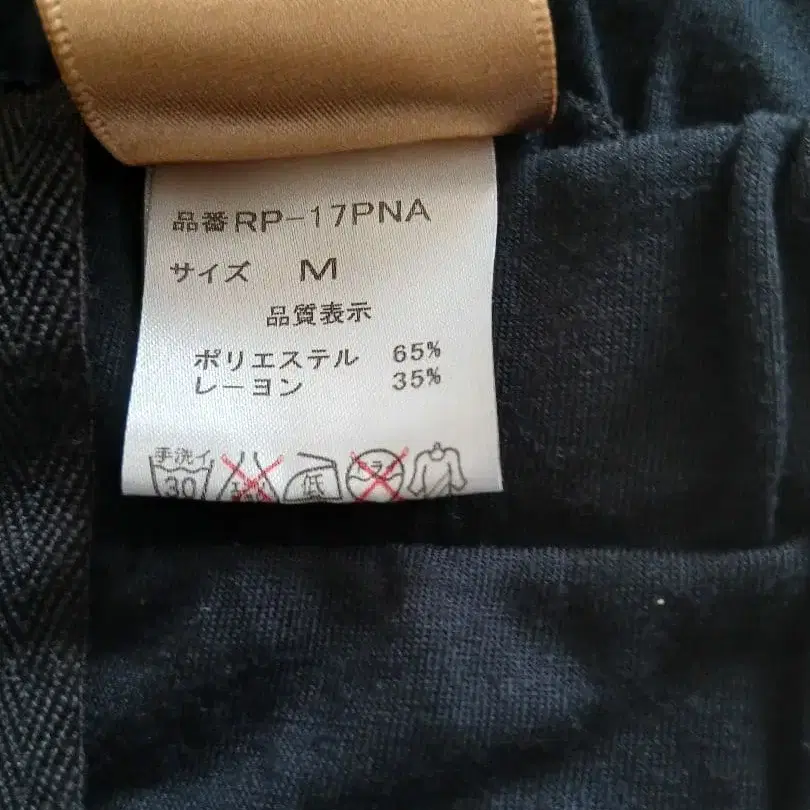 品番RP-17PNA
サイズ M
品質表示
ポリエステル 65%
レーヨン 35%
手洗イ
30
低